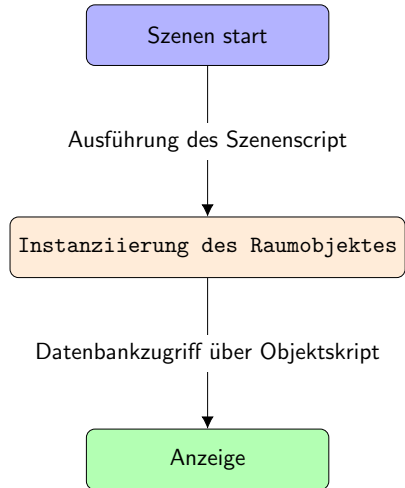 Szenen start
Ausführung des Szenenscript
Instanziierung des Raumobjektes
Datenbankzugriff über Objektskript
Anzeige